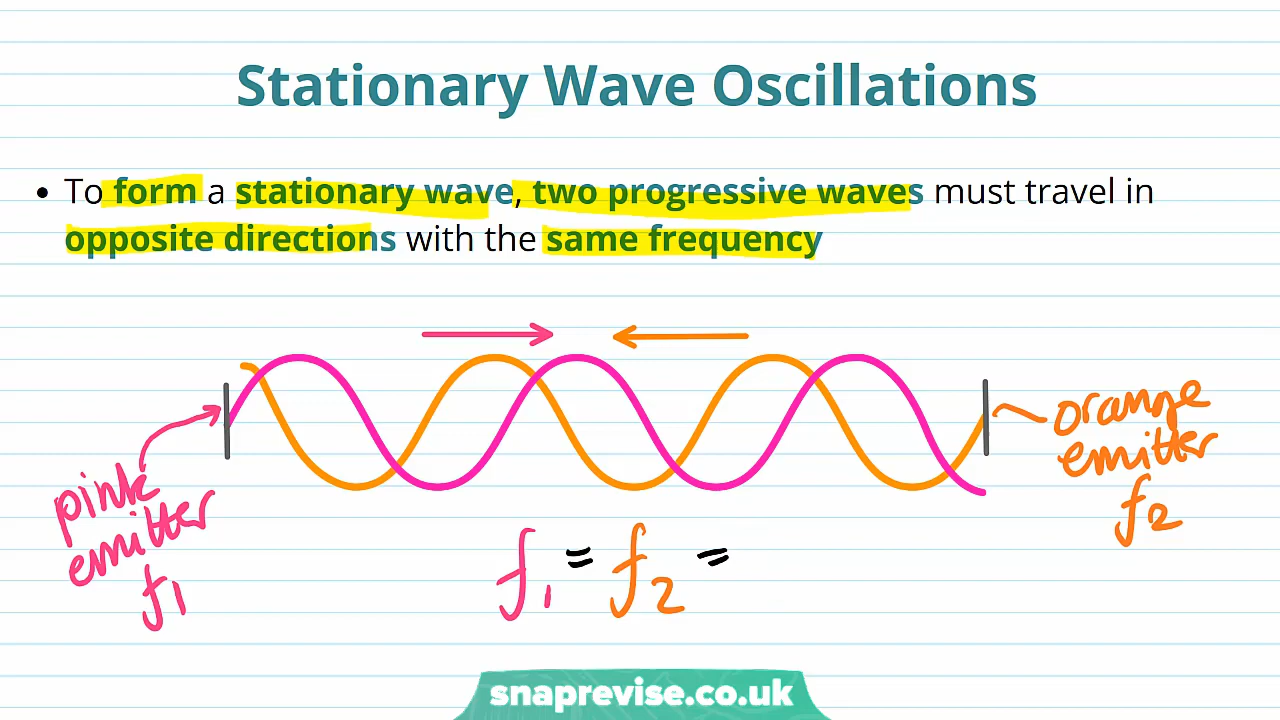 Stationary Wave Oscillations
• To form a stationary wave, two progressive waves must travel in
opposite directions with the same frequency
pink
emitter
f1
orange
emitter
f2
f1 = f2 =
snaprevise.co.uk